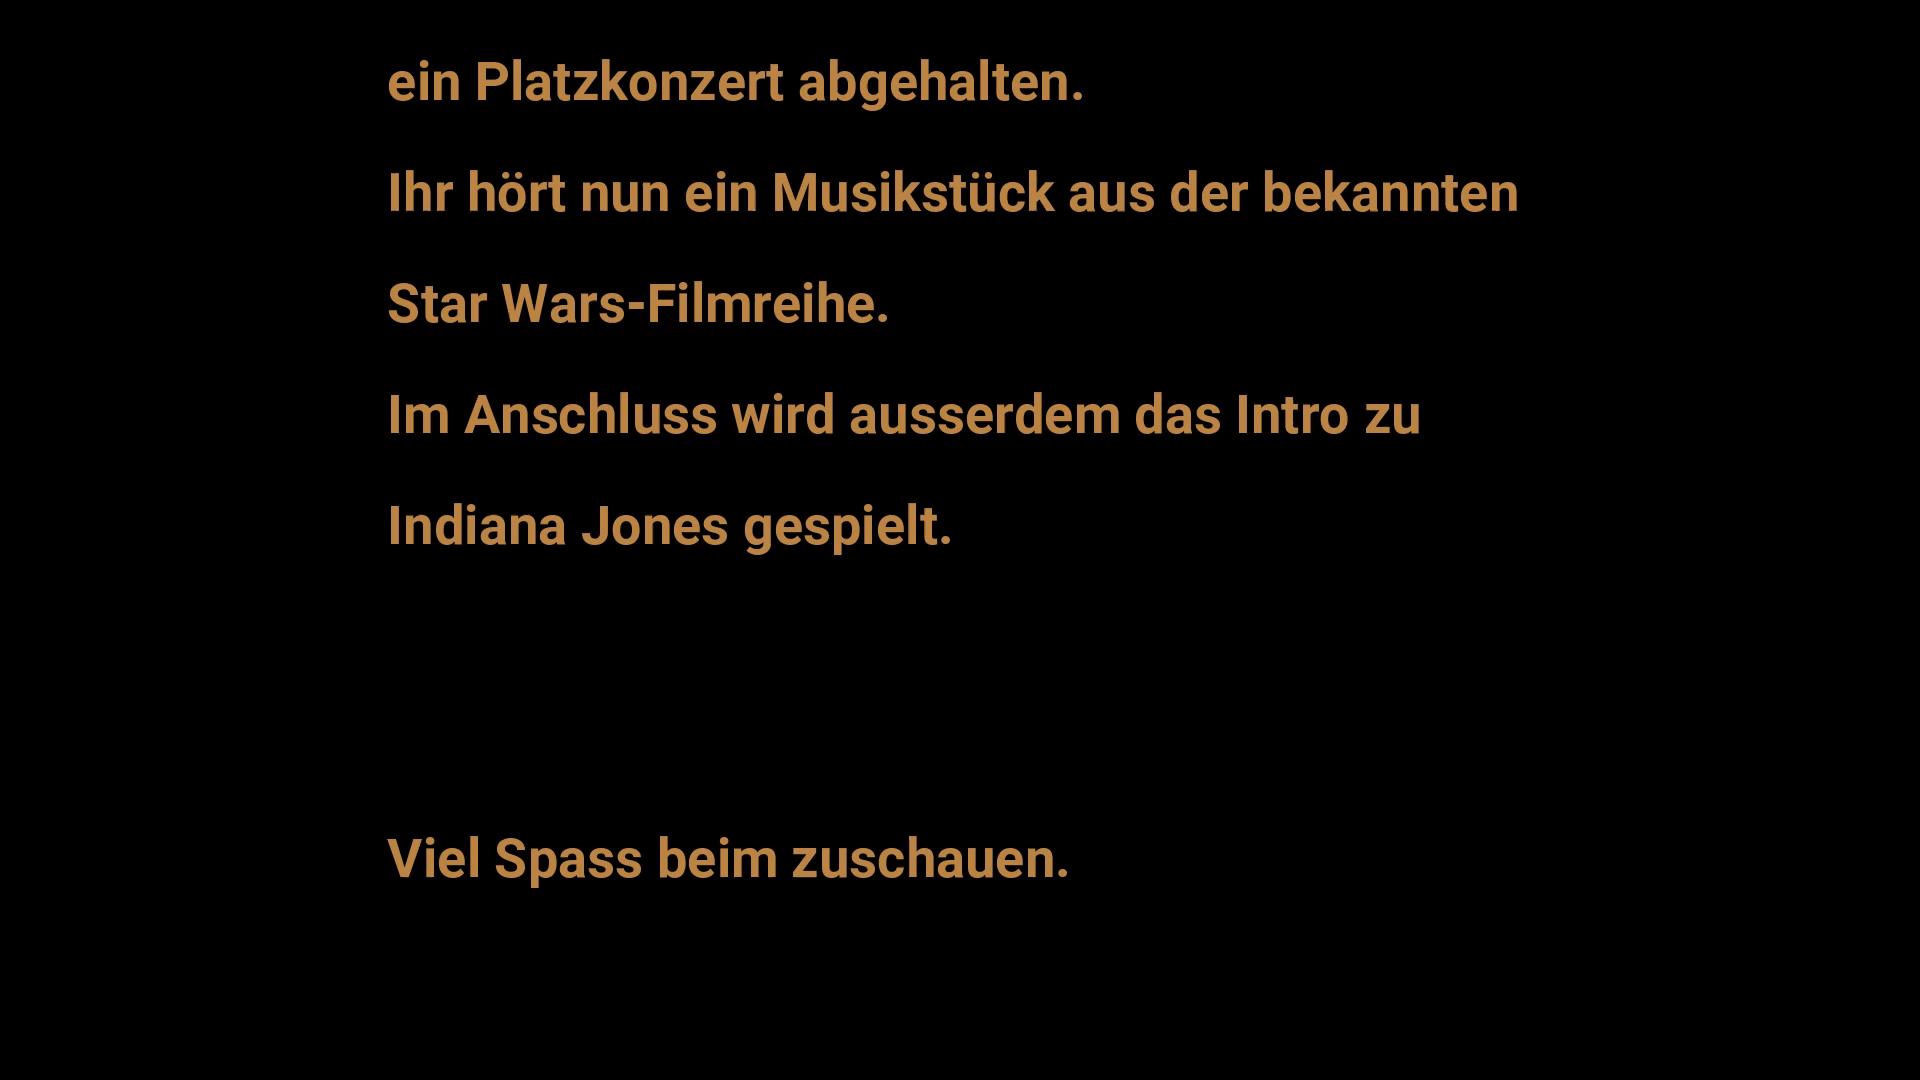 ein Platzkonzert abgehalten.
Ihr hört nun ein Musikstück aus der bekannten
Star Wars-Filmreihe.
Im Anschluss wird ausserdem das Intro zu
Indiana Jones gespielt.
Viel Spass beim zuschauen.